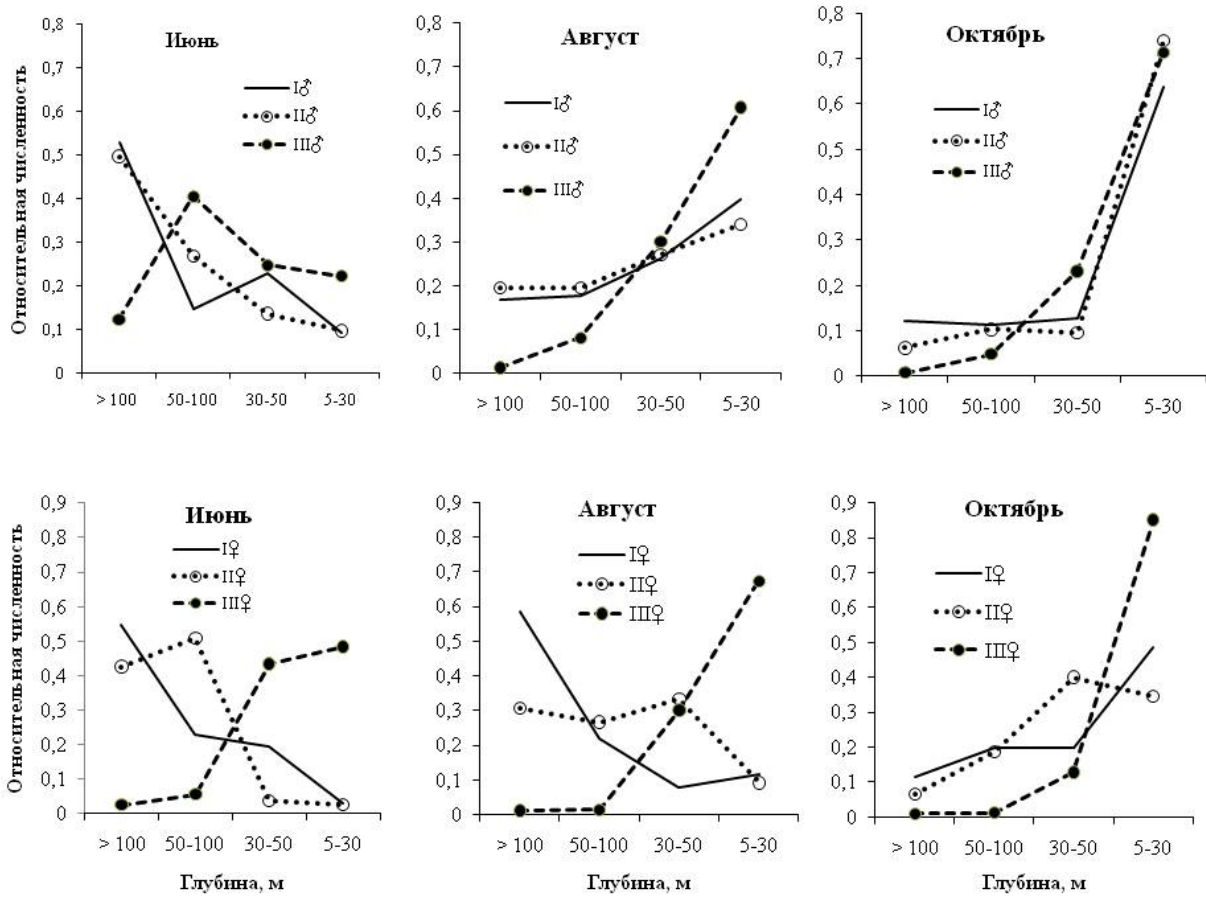 Июнь
Относительная численность
0,8
0,7
0,6
0,5
0,4
0,3
0,2
0,1
0
I♂
II♂
III♂
> 100 50-100 30-50 5-30
Август
0,8
0,7
0,6
0,5
0,4
0,3
0,2
0,1
0
I♂
II♂
III♂
> 100 50-100 30-50 5-30
Октябрь
0,8
0,7
0,6
0,5
0,4
0,3
0,2
0,1
0
I♂
II♂
III♂
> 100 50-100 30-50 5-30
Июнь
Относительная численность
0,9
0,8
0,7
0,6
0,5
0,4
0,3
0,2
0,1
0
I♀
II♀
III♀
> 100 50-100 30-50 5-30
Глубина, м
Август
0,9
0,8
0,7
0,6
0,5
0,4
0,3
0,2
0,1
0
I♀
II♀
III♀
> 100 50-100 30-50 5-30
Глубина, м
Октябрь
0,9
0,8
0,7
0,6
0,5
0,4
0,3
0,2
0,1
0
I♀
II♀
III♀
> 100 50-100 30-50 5-30
Глубина, м